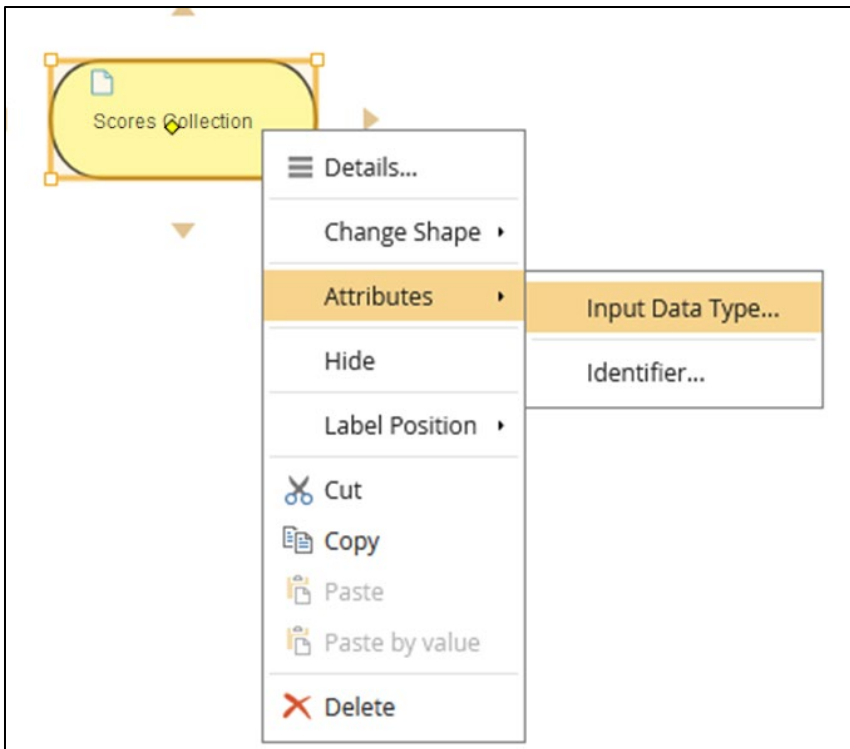 Scores Collection
Details...
Change Shape
Attributes
Input Data Type...
Hide
Identifier...
Label Position
Cut
Copy
Paste
Paste by value
Delete